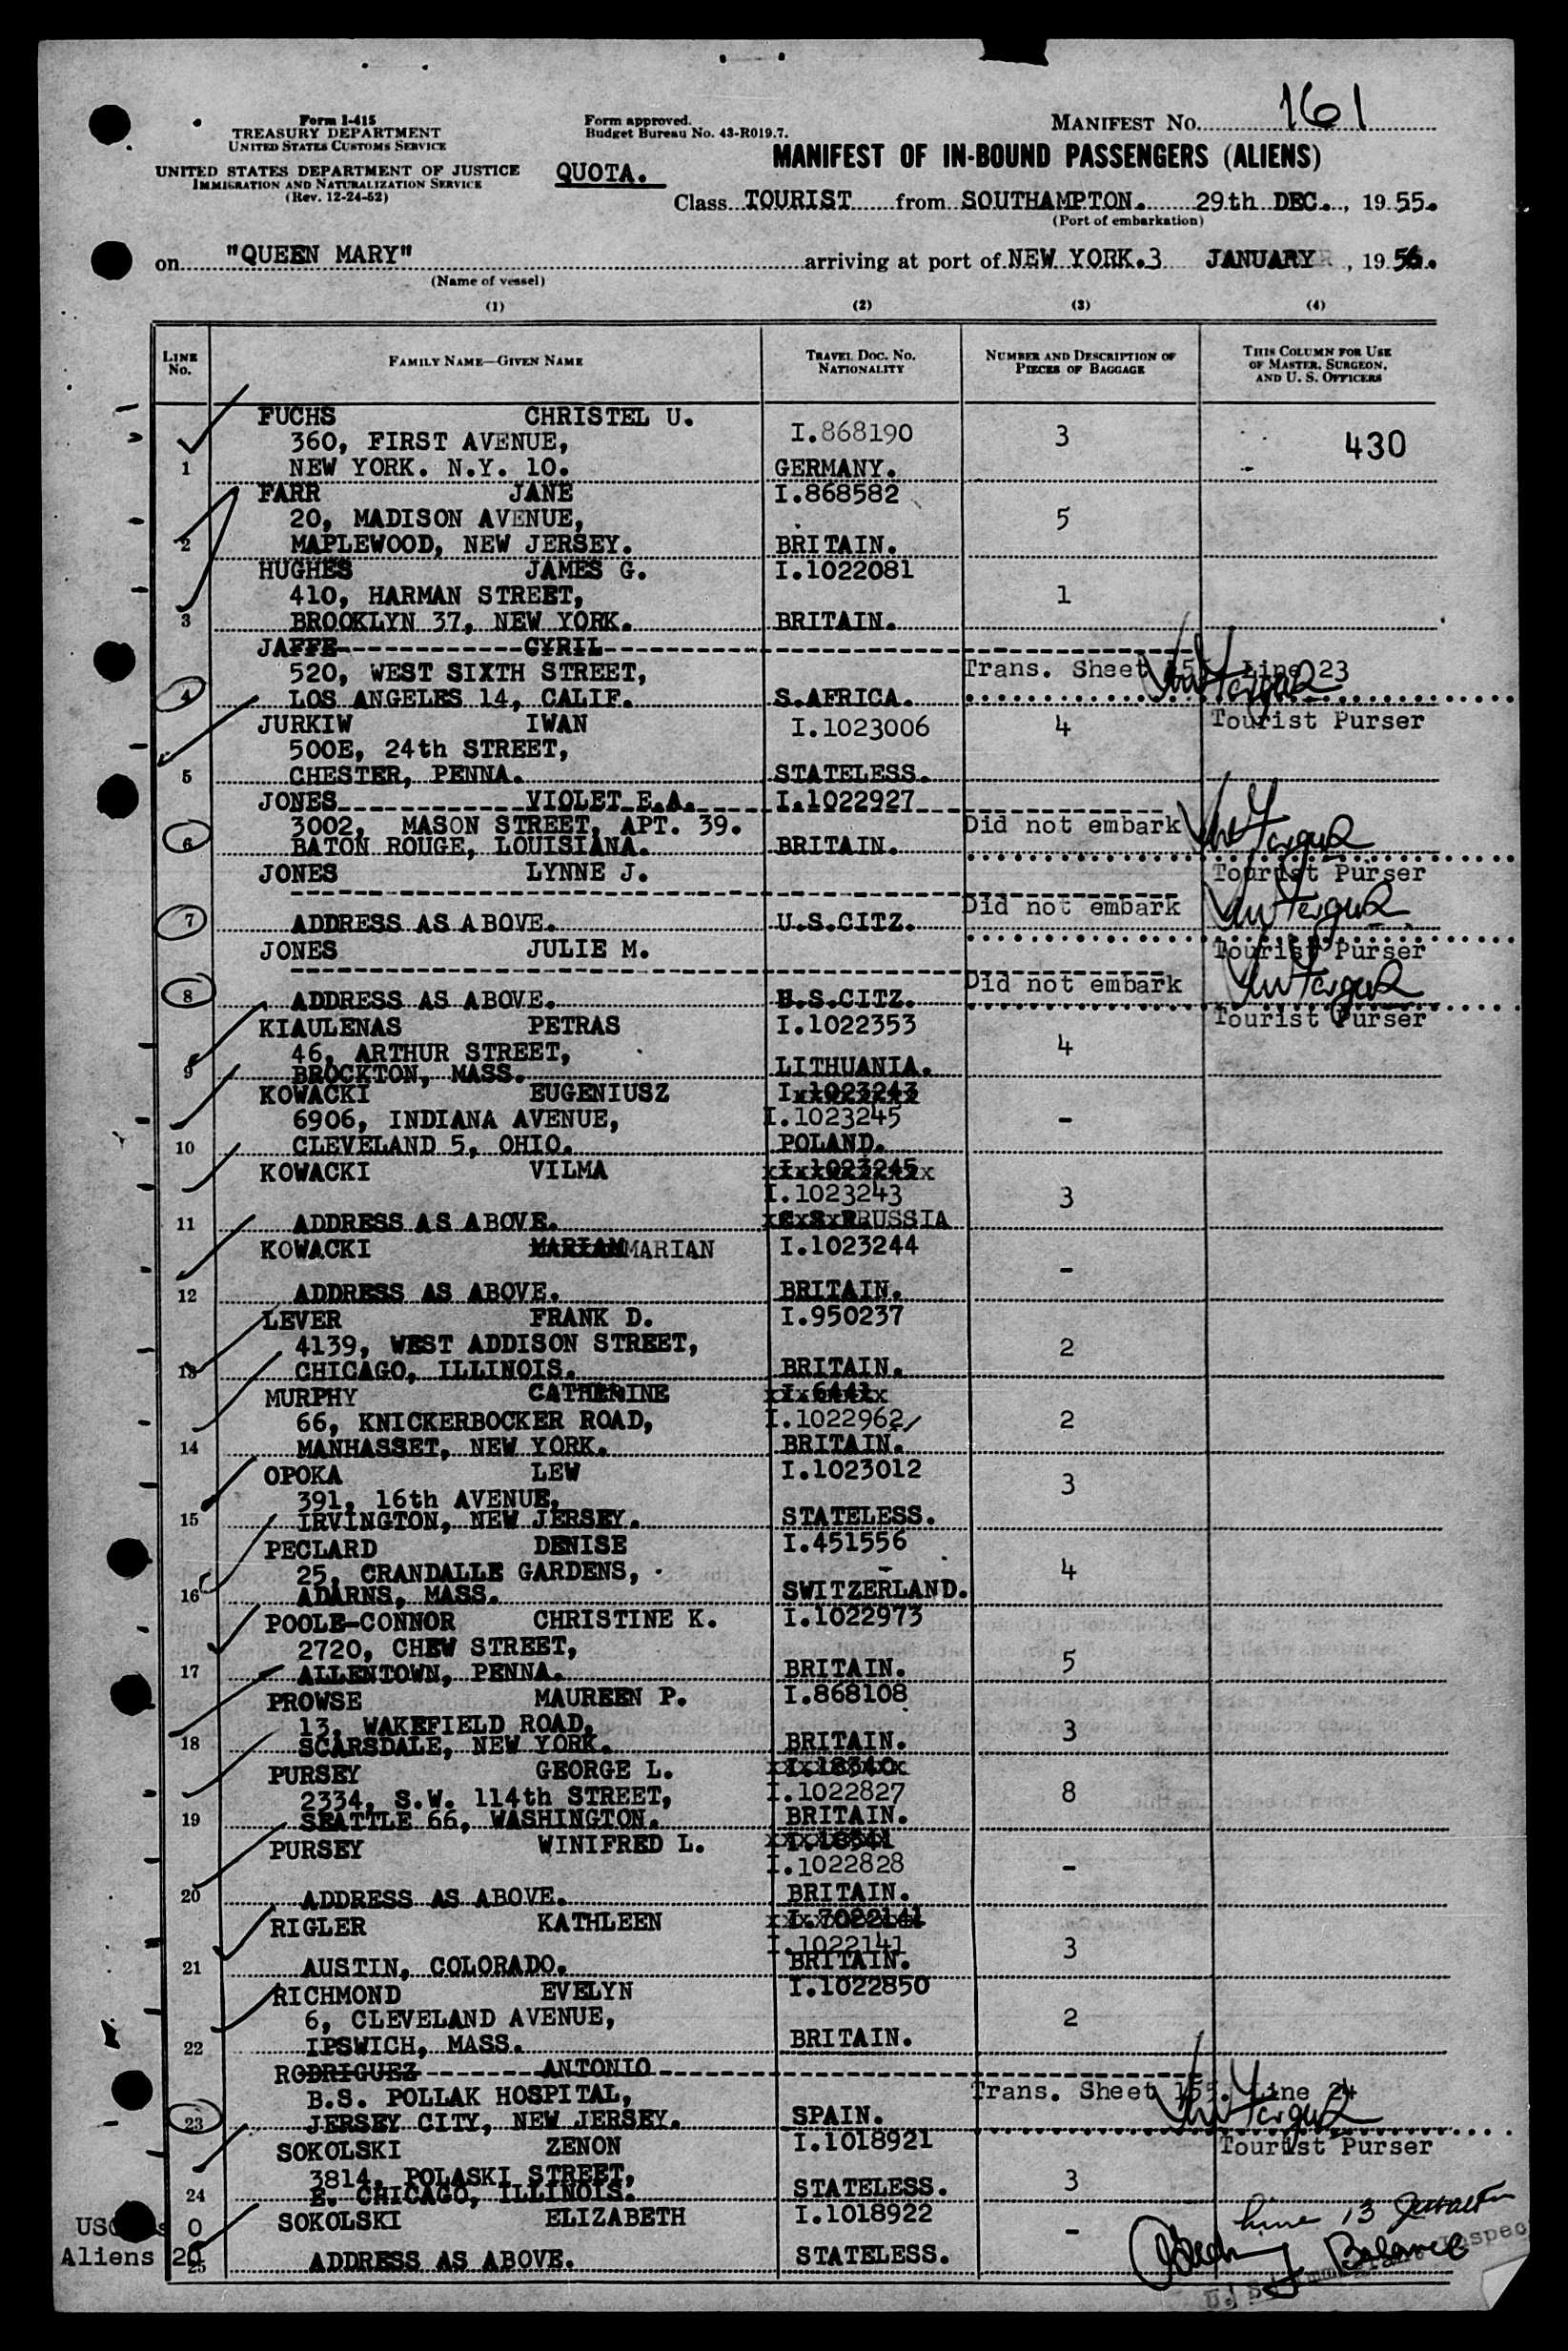 Form I-415
TREASURY DEPARTMENT
UNITED STATES CUSTOMS SERVICE
UNITED STATES DEPARTMENT OF JUSTICE
IMMIGRATION AND NATURALIZATION SERVICE
(Rev. 12-24-52)
Form approved.
Budget Bureau No. 43-R019.7.
QUOTA.
MANIFEST NO. 161
MANIFEST OF IN-BOUND PASSENGERS (ALIENS)
Class TOURIST from SOUTHAMPTON. 29th DEC., 1955.
(Port of embarkation)
on "QUEEN MARY" arriving at port of NEW YORK. 3 JANUARY, 1956.
(Name of vessel)
(1) (2) (3) (4)
LINE NO. FAMILY NAME—GIVEN NAME TRAVEL DOC. NO. NATIONALITY NUMBER AND DESCRIPTION OF PIECES OF BAGGAGE THIS COLUMN FOR USE OF MASTER, SURGEON, AND U. S. OFFICERS
FUCHS CHRISTEL U.
360, FIRST AVENUE, I.868190 3 430
1 NEW YORK. N.Y. 10. GERMANY.
FARR JANE I.868582
20, MADISON AVENUE, 5
2 MAPLEWOOD, NEW JERSEY. BRITAIN.
HUGHES JAMES G. I.1022081
410, HARMAN STREET, 1
3 BROOKLYN 37, NEW YORK. BRITAIN.
JAFFE CYRIL
520, WEST SIXTH STREET, Trans. Sheet Line 23
4 LOS ANGELES 14, CALIF. S.AFRICA.
Tourist Purser
JURKIW IWAN I.1023006 4
500E, 24th STREET,
5 CHESTER, PENNA. STATELESS.
JONES VIOLET E.A. I.1022927
3002, MASON STREET, APT. 39. Did not embark
6 BATON ROUGE, LOUISIANA. BRITAIN.
Tourist Purser
JONES LYNNE J.
Did not embark
7 ADDRESS AS ABOVE. U.S.CITZ.
Tourist Purser
JONES JULIE M.
Did not embark
8 ADDRESS AS ABOVE. U.S.CITZ.
Tourist Purser
KIAULENAS PETRAS I.1022353
46, ARTHUR STREET, 4
9 BROCKTON, MASS. LITHUANIA.
KOWACKI EUGENIUSZ I.1023243
6906, INDIANA AVENUE, I.1023245 -
10 CLEVELAND 5, OHIO. POLAND.
KOWACKI VILMA I.1023245
I.1023243 3
11 ADDRESS AS ABOVE. RUSSIA
KOWACKI MARIAM MARIAN I.1023244
-
12 ADDRESS AS ABOVE. BRITAIN.
LEVER FRANK D. I.950237
4139, WEST ADDISON STREET, 2
13 CHICAGO, ILLINOIS. BRITAIN.
MURPHY CATHERINE I.6441
66, KNICKERBOCKER ROAD, I.1022962 2
14 MANHASSET, NEW YORK. BRITAIN.
OPOKA LEW I.1023012
391, 16th AVENUE, 3
15 IRVINGTON, NEW JERSEY. STATELESS.
PECLARD DENISE I.451556
25, CRANDALLE GARDENS, 4
16 ADARNS, MASS. SWITZERLAND.
POOLE-CONNOR CHRISTINE K. I.1022973
2720, CHEW STREET,
17 ALLENTOWN, PENNA. BRITAIN. 5
PROWSE MAUREEN P. I.868108
13, WAKEFIELD ROAD, 3
18 SCARSDALE, NEW YORK. BRITAIN.
PURSEY GEORGE L. I.18340
2334, S.W. 114th STREET, I.1022827 8
19 SEATTLE 66, WASHINGTON. BRITAIN.
PURSEY WINIFRED L. I.18341
I.1022828 -
20 ADDRESS AS ABOVE. BRITAIN.
RIGLER KATHLEEN I.7022141
I.1022141 3
21 AUSTIN, COLORADO. BRITAIN.
RICHMOND EVELYN I.1022850
6, CLEVELAND AVENUE, 2
22 IPSWICH, MASS. BRITAIN.
RODRIGUEZ ANTONIO
B.S. POLLAK HOSPITAL, Trans. Sheet 155. Line 24
23 JERSEY CITY, NEW JERSEY. SPAIN.
Tourist Purser
SOKOLSKI ZENON I.1018921
3814, POLASKI STREET, 3
24 E. CHICAGO, ILLINOIS. STATELESS.
SOKOLSKI ELIZABETH I.1018922 -
0
Aliens 20
25 ADDRESS AS ABOVE. STATELESS.
Line 13
Balance